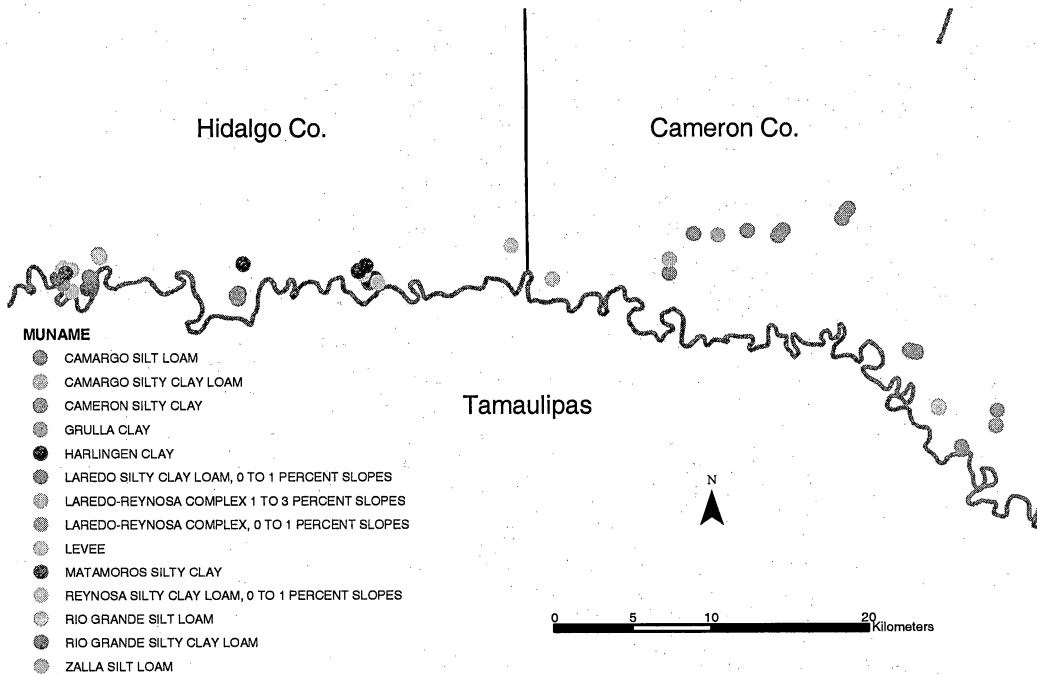 Hidalgo Co.
Cameron Co.
MUNAME
CAMARGO SILT LOAM
CAMARGO SILTY CLAY LOAM
CAMERON SILTY CLAY
GRULLA CLAY
HARLINGEN CLAY
LAREDO SILTY CLAY LOAM, 0 TO 1 PERCENT SLOPES
LAREDO-REYNOSA COMPLEX 1 TO 3 PERCENT SLOPES
LAREDO-REYNOSA COMPLEX, 0 TO 1 PERCENT SLOPES
LEVEE
MATAMOROS SILTY CLAY
REYNOSA SILTY CLAY LOAM, 0 TO 1 PERCENT SLOPES
RIO GRANDE SILT LOAM
RIO GRANDE SILTY CLAY LOAM
ZALLA SILT LOAM
Tamaulipas
N
0 5 10 20
Kilometers